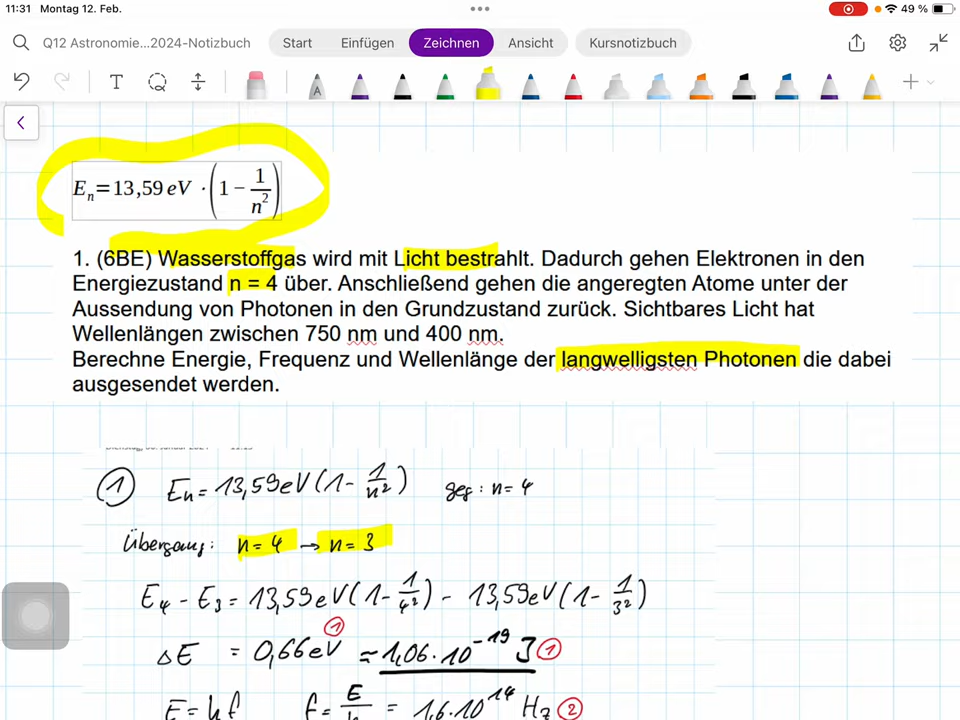 11:31 Montag 12. Feb.
49 %
Q12 Astronomie...2024-Notizbuch Start Einfügen Zeichnen Ansicht Kursnotizbuch
T A
E_n=13,59 eV · (1 − 1/n²)
1. (6BE) Wasserstoffgas wird mit Licht bestrahlt. Dadurch gehen Elektronen in den
Energiezustand n = 4 über. Anschließend gehen die angeregten Atome unter der
Aussendung von Photonen in den Grundzustand zurück. Sichtbares Licht hat
Wellenlängen zwischen 750 nm und 400 nm.
Berechne Energie, Frequenz und Wellenlänge der langwelligsten Photonen die dabei
ausgesendet werden.
① En = 13,59eV (1 - 1/n²) geg: n = 4
Übergang: n = 4 → n = 3
E₄ - E₃ = 13,59eV (1 - 1/4²) - 13,59eV (1 - 1/3²)
ΔE = 0,66eV ① ≈ 1,06·10⁻¹⁹ J ①
E = hf f = E/h = 1,6·10¹⁴ Hz ②